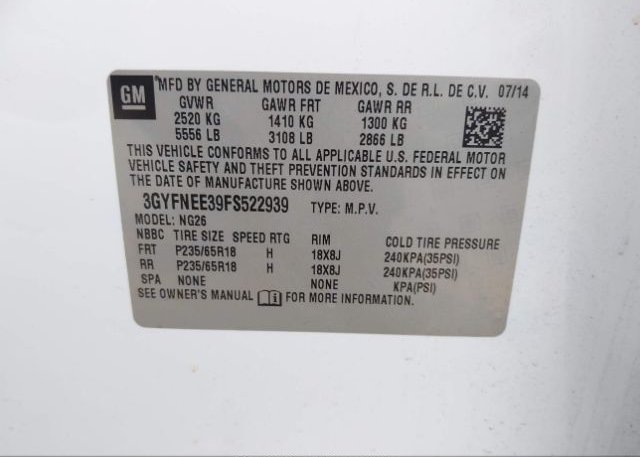 GM MFD BY GENERAL MOTORS DE MEXICO, S. DE R.L. DE C.V. 07/14
GVWR GAWR FRT GAWR RR
2520 KG 1410 KG 1300 KG
5556 LB 3108 LB 2866 LB
THIS VEHICLE CONFORMS TO ALL APPLICABLE U.S. FEDERAL MOTOR
VEHICLE SAFETY AND THEFT PREVENTION STANDARDS IN EFFECT ON
THE DATE OF MANUFACTURE SHOWN ABOVE.
3GYFNEE39FS522939 TYPE: M.P.V.
MODEL: NG26
NBBC TIRE SIZE SPEED RTG RIM COLD TIRE PRESSURE
FRT P235/65R18 H 18X8J 240KPA(35PSI)
RR P235/65R18 H 18X8J 240KPA(35PSI)
SPA NONE NONE KPA(PSI)
SEE OWNER'S MANUAL i FOR MORE INFORMATION.